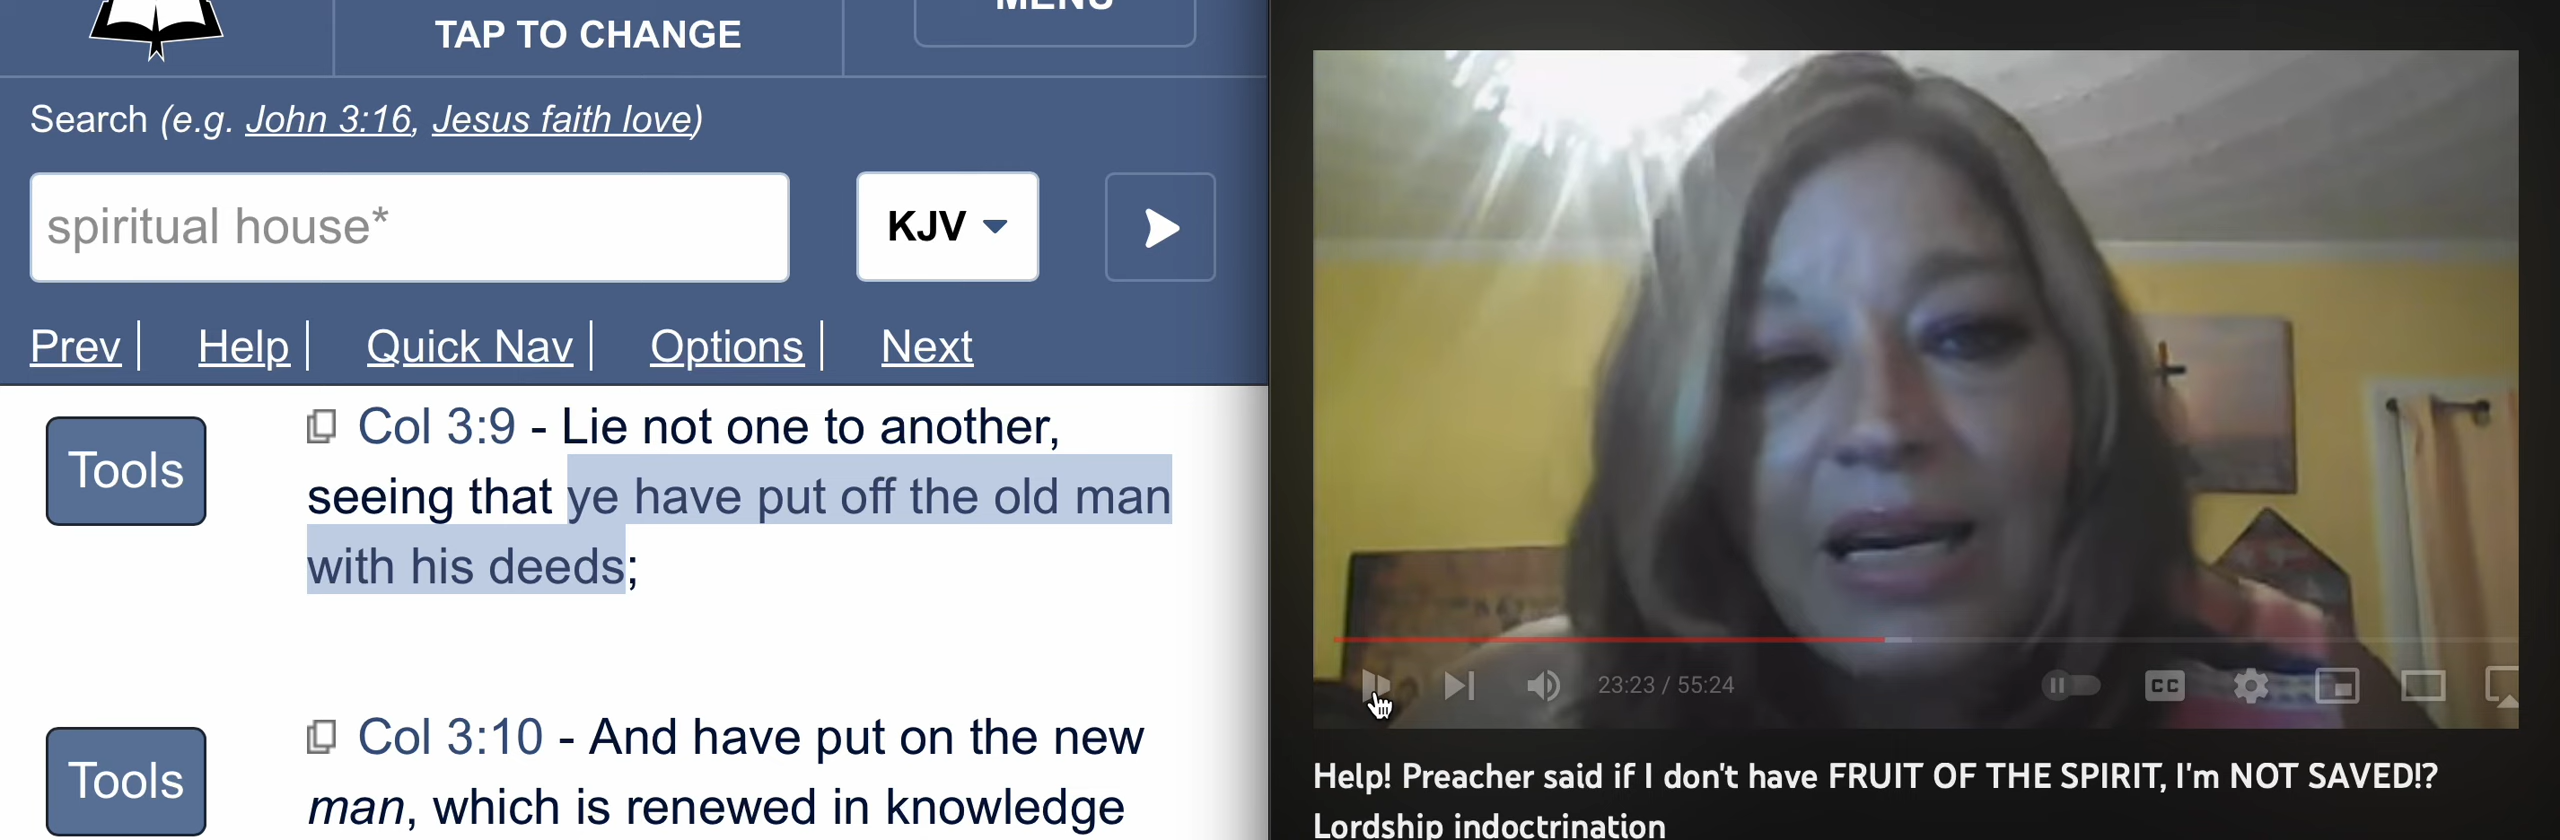 MENU
TAP TO CHANGE
Search (e.g. John 3:16, Jesus faith love)
spiritual house*
KJV
Prev | Help | Quick Nav | Options | Next
Tools
Col 3:9 - Lie not one to another,
seeing that ye have put off the old man
with his deeds;
Tools
Col 3:10 - And have put on the new
man, which is renewed in knowledge
23:23 / 55:24
CC
Help! Preacher said if I don't have FRUIT OF THE SPIRIT, I'm NOT SAVED!?
Lordship indoctrination